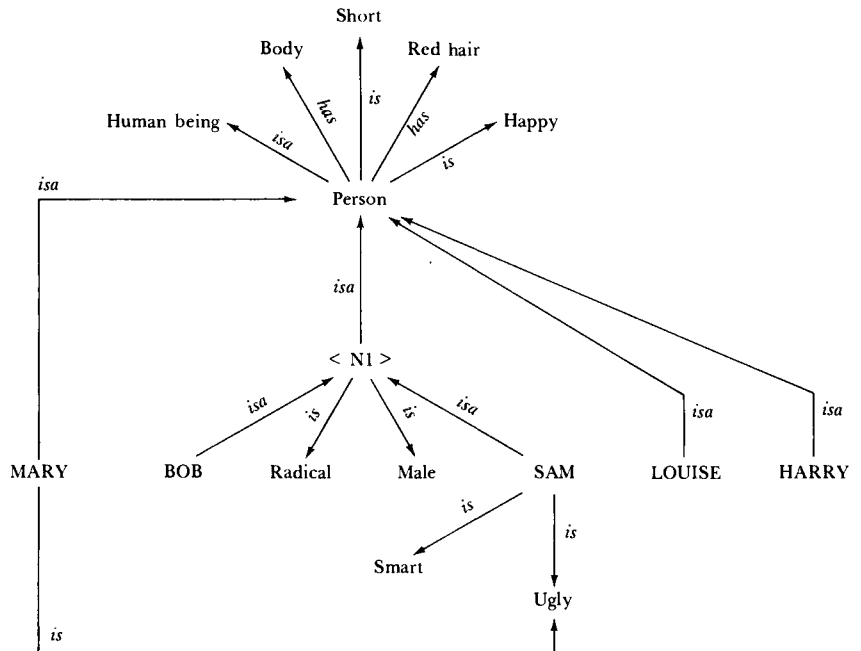 Short
Body
Red hair
has
is
has
Human being
isa
is
Happy
isa
Person
isa
< N1 >
isa
is
is
isa
isa
isa
MARY
BOB
Radical
Male
SAM
LOUISE
HARRY
is
is
Smart
Ugly
is